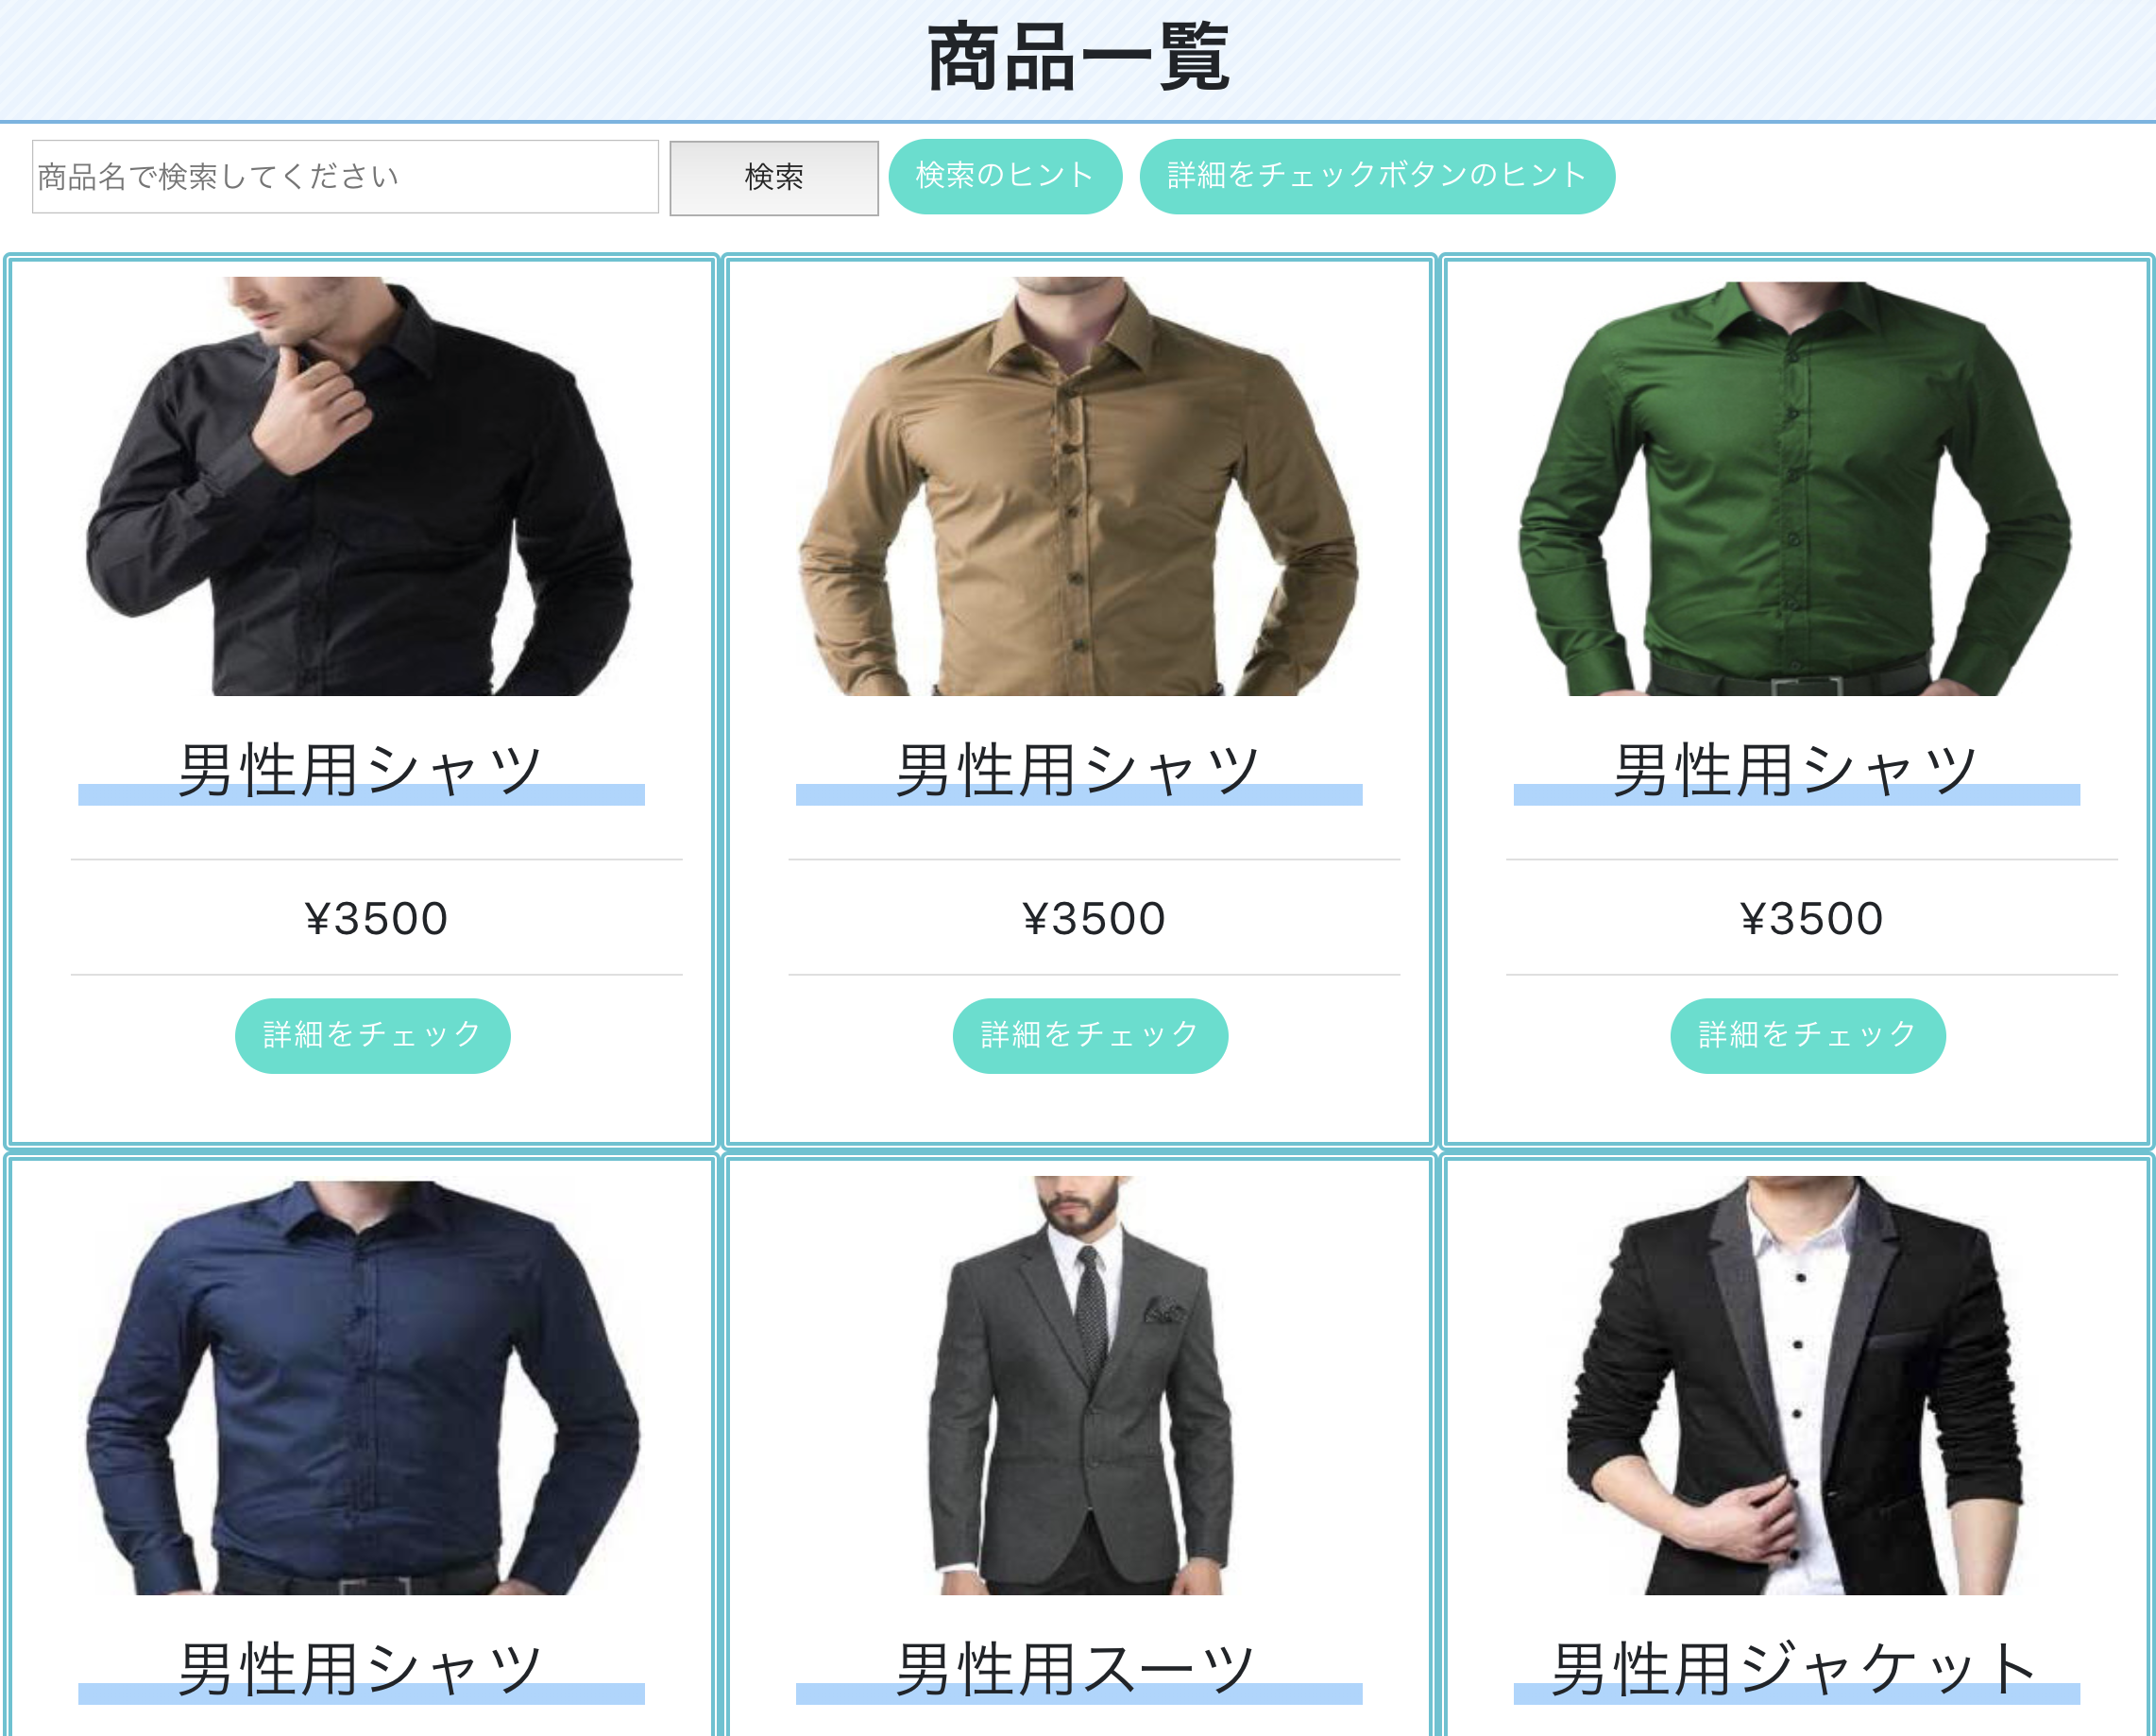 商品一覧
商品名で検索してください 検索 検索のヒント 詳細をチェックボタンのヒント
男性用シャツ 男性用シャツ 男性用シャツ
¥3500 ¥3500 ¥3500
詳細をチェック 詳細をチェック 詳細をチェック
男性用シャツ 男性用スーツ 男性用ジャケット